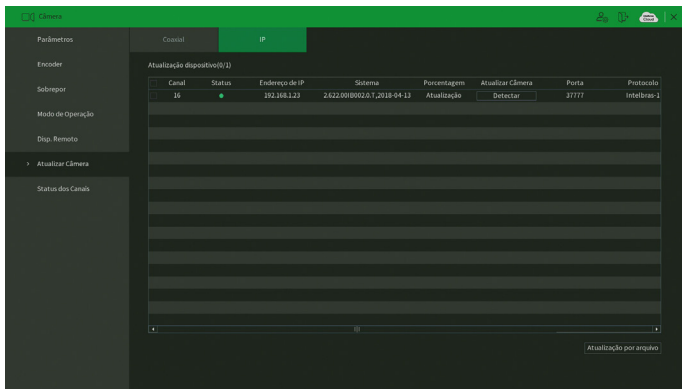 Câmera
Intelbras Cloud
Parâmetros
Coaxial IP
Encoder
Atualização dispositivo(0/1)
Sobrepor
Canal Status Endereço de IP Sistema Porcentagem Atualizar Câmera Porta Protocolo
16 192.168.1.23 2.622.00IB002.0.T,2018-04-13 Atualização Detectar 37777 Intelbras-1
Modo de Operação
Disp. Remoto
> Atualizar Câmera
Status dos Canais
Atualização por arquivo